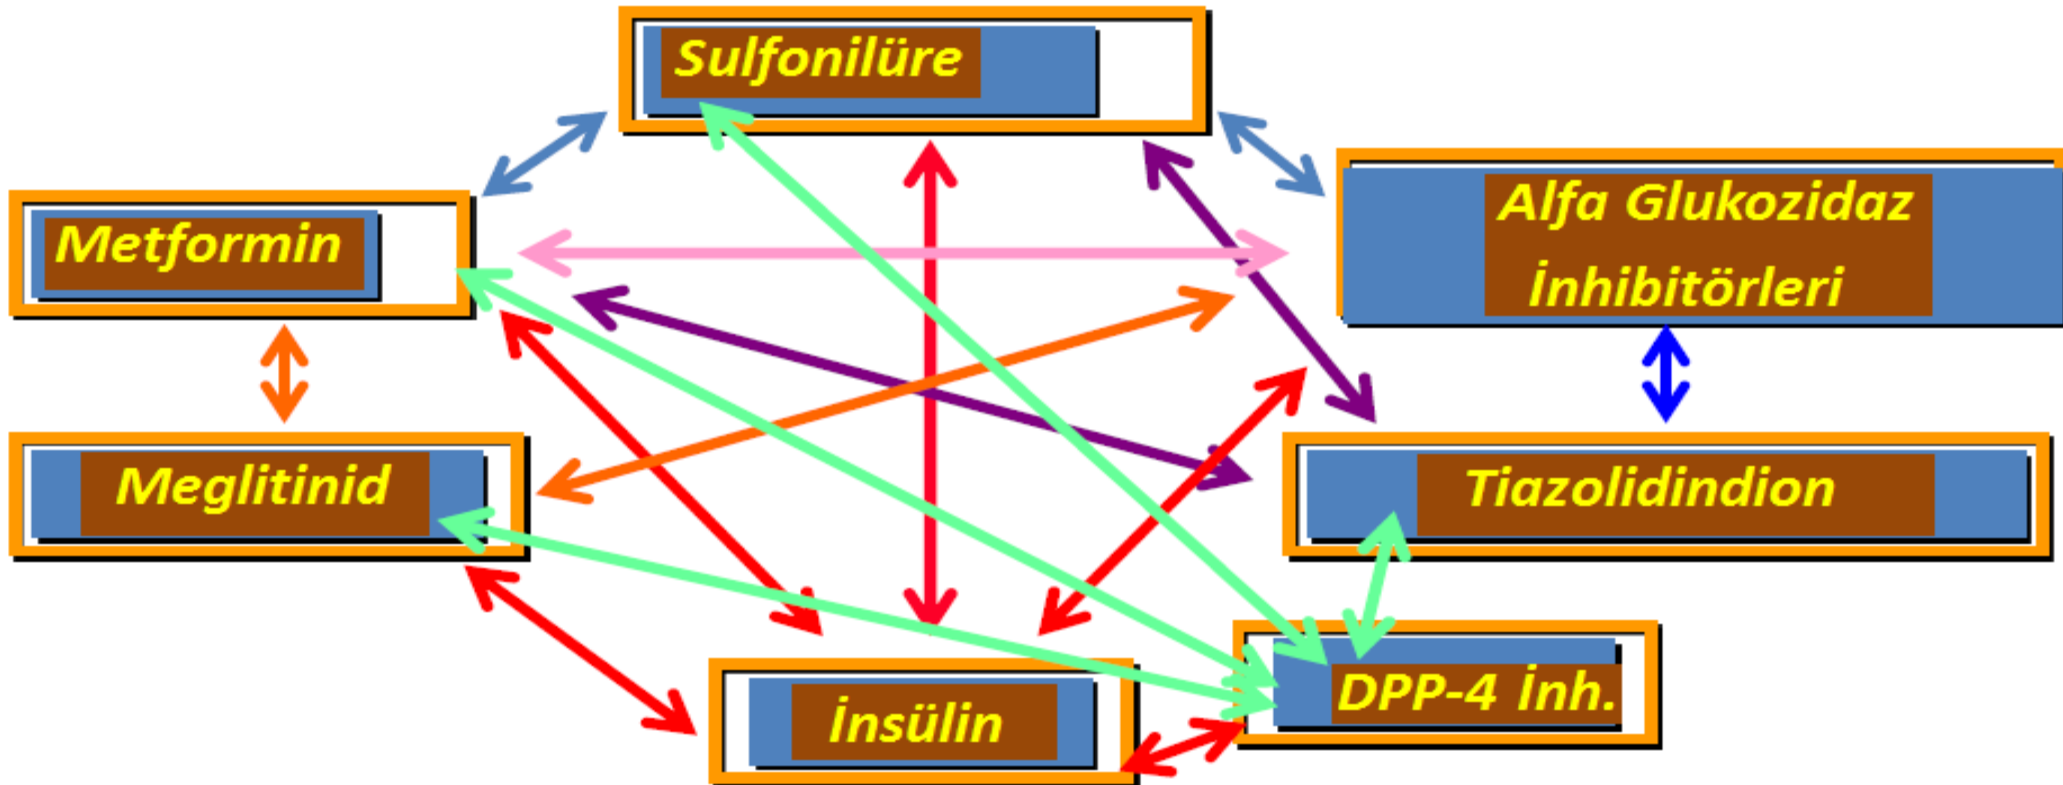 Sulfonilüre
Metformin
Alfa Glukozidaz
İnhibitörleri
Meglitinid
Tiazolidindion
İnsülin
DPP-4 İnh.